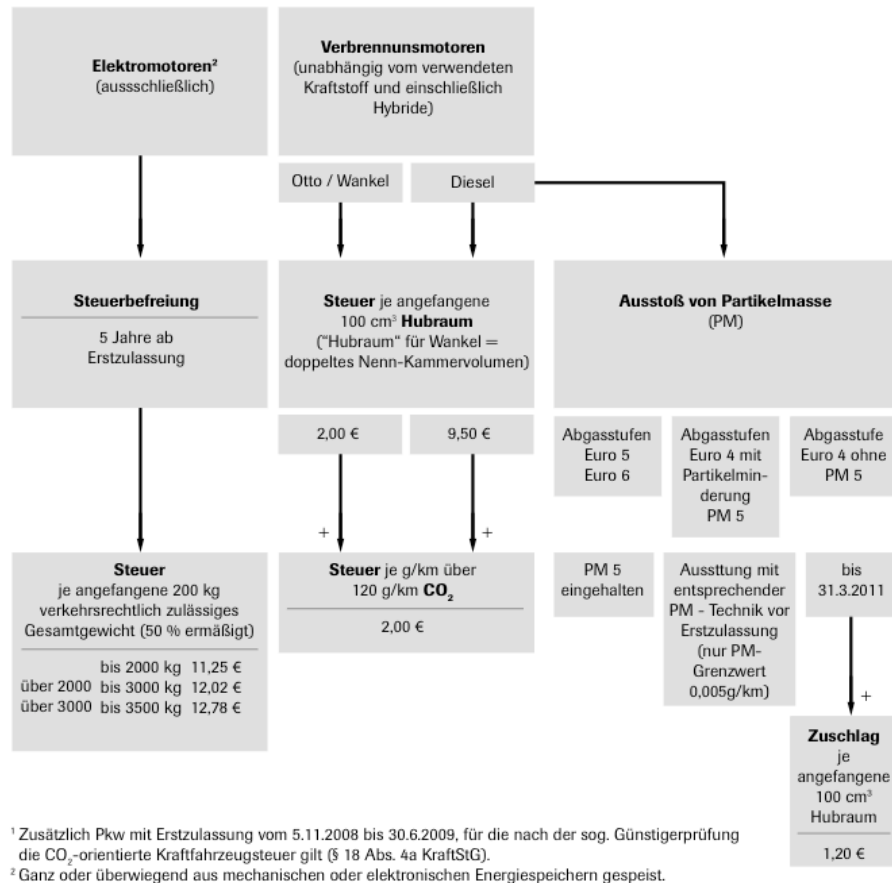 Elektromotoren²
(aussschließlich)
Verbrennunsmotoren
(unabhängig vom verwendeten
Kraftstoff und einschließlich
Hybride)
Otto / Wankel
Diesel
Steuerbefreiung
5 Jahre ab
Erstzulassung
Steuer je angefangene
100 cm³ Hubraum
("Hubraum“ für Wankel =
doppeltes Nenn-Kammervolumen)
Ausstoß von Partikelmasse
(PM)
2,00 €
9,50 €
Abgasstufen
Euro 5
Euro 6
Abgasstufen
Euro 4 mit
Partikelmin-
derung
PM 5
Abgasstufe
Euro 4 ohne
PM 5
+
+
Steuer
je angefangene 200 kg
verkehrsrechtlich zulässiges
Gesamtgewicht (50 % ermäßigt)
bis 2000 kg 11,25 €
über 2000 bis 3000 kg 12,02 €
über 3000 bis 3500 kg 12,78 €
Steuer je g/km über
120 g/km CO₂
2,00 €
PM 5
eingehalten
Aussttung mit
entsprechender
PM - Technik vor
Erstzulassung
(nur PM-
Grenzwert
0,005g/km)
bis
31.3.2011
+
Zuschlag
je
angefangene
100 cm³
Hubraum
1,20 €
¹ Zusätzlich Pkw mit Erstzulassung vom 5.11.2008 bis 30.6.2009, für die nach der sog. Günstigerprüfung
die CO₂-orientierte Kraftfahrzeugsteuer gilt (§ 18 Abs. 4a KraftStG).
² Ganz oder überwiegend aus mechanischen oder elektronischen Energiespeichern gespeist.